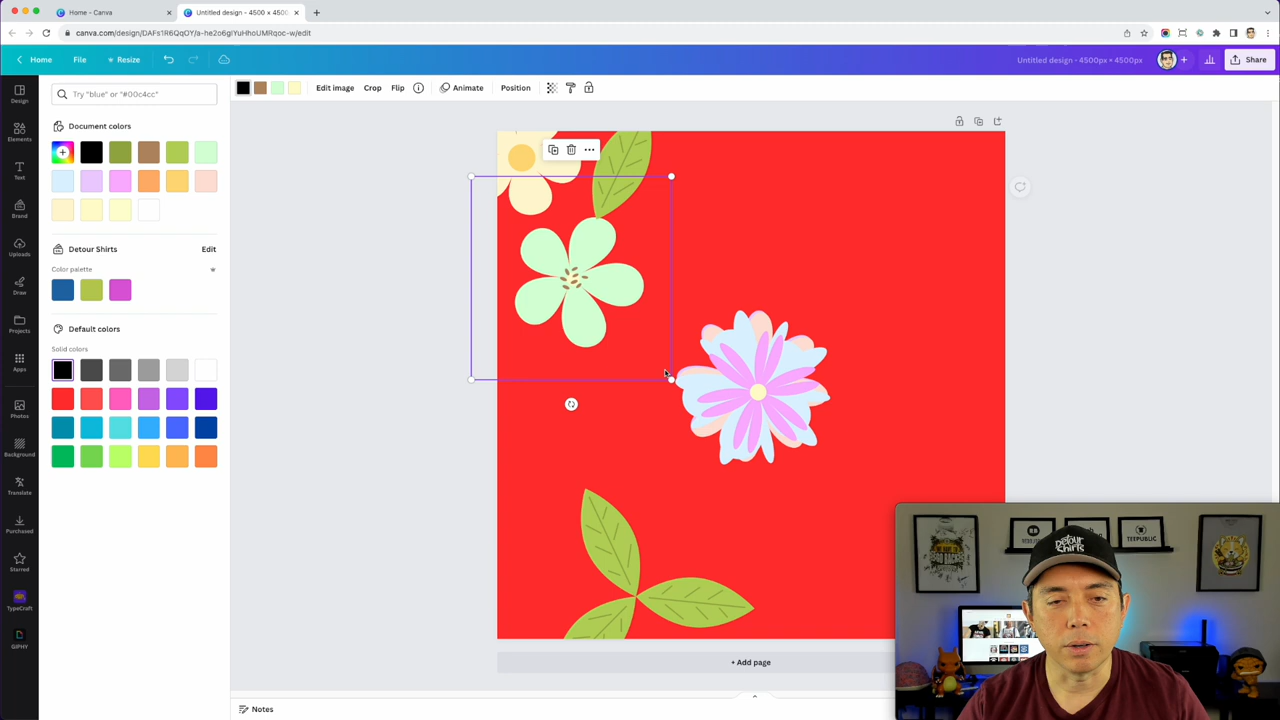 Home - Canva
Untitled design - 4500 × 4500
canva.com/design/DAFs1R6QqOY/a-he2o6glYuHhoUMRqoc-w/edit
Home
File
Resize
Untitled design - 4500px × 4500px
Share
Try "blue" or "#00c4cc"
Edit image
Crop
Flip
Animate
Position
Design
Elements
Text
Brand
Uploads
Draw
Projects
Apps
Photos
Background
Translate
Purchased
Starred
TypeCraft
GIPHY
Document colors
Detour Shirts
Edit
Color palette
Default colors
Solid colors
+ Add page
Notes
Detour
Shirts
TEEPUBLIC